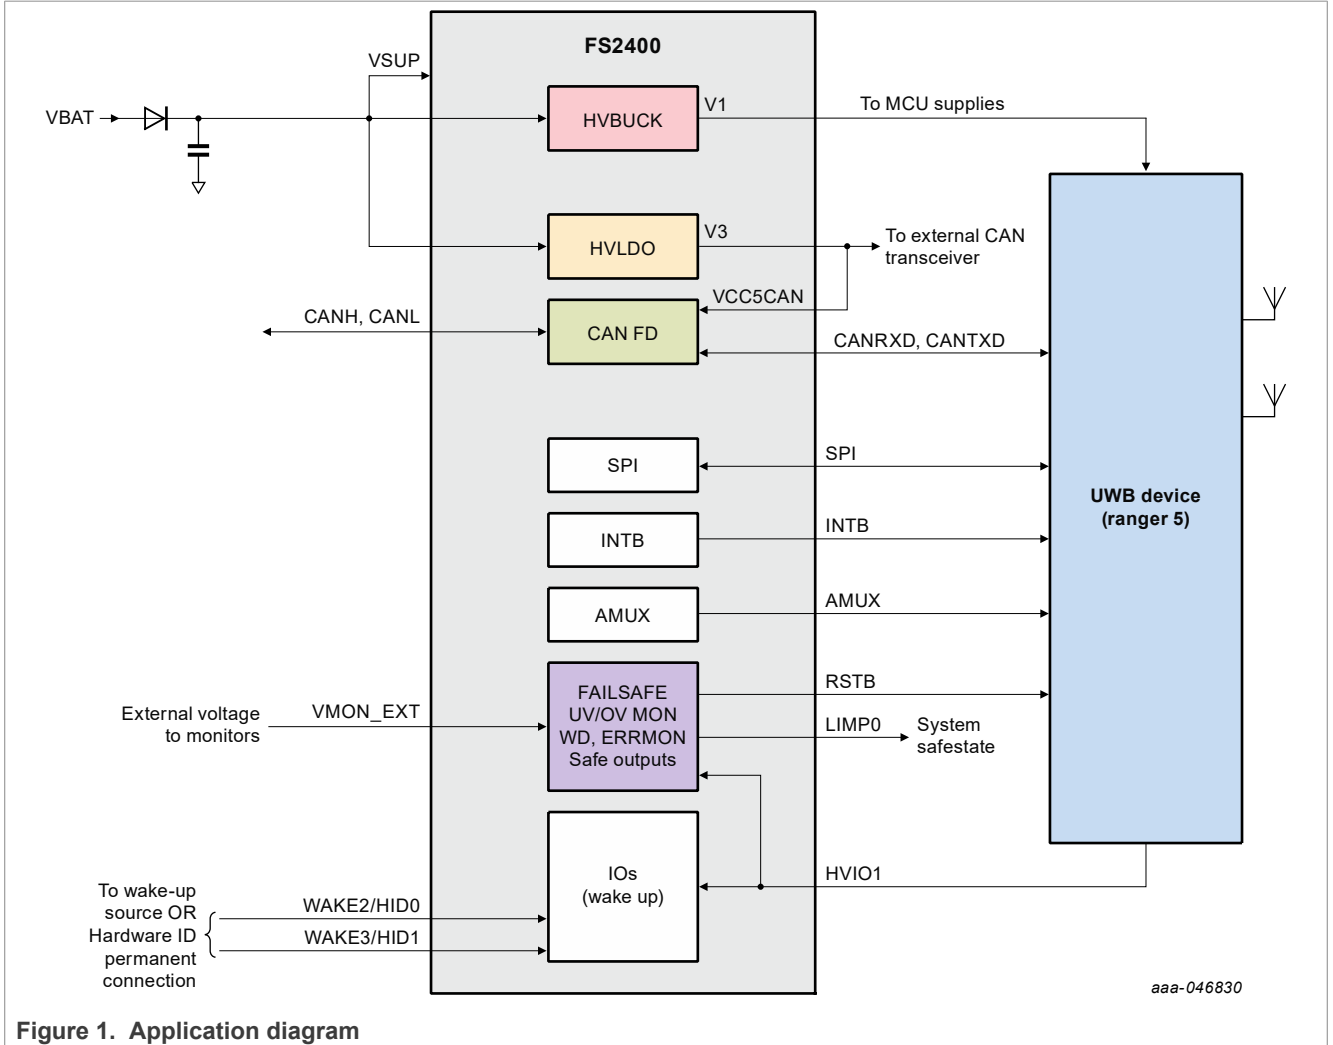 FS2400
VSUP
VBAT
HVBUCK
V1
To MCU supplies
HVLDO
V3
To external CAN
transceiver
VCC5CAN
CANH, CANL
CAN FD
CANRXD, CANTXD
SPI
SPI
UWB device
(ranger 5)
INTB
INTB
AMUX
AMUX
External voltage
to monitors
VMON_EXT
FAILSAFE
UV/OV MON
WD, ERRMON
Safe outputs
RSTB
LIMP0
System
safestate
IOs
(wake up)
HVIO1
To wake-up
source OR
Hardware ID
permanent
connection
WAKE2/HID0
WAKE3/HID1
aaa-046830
Figure 1. Application diagram